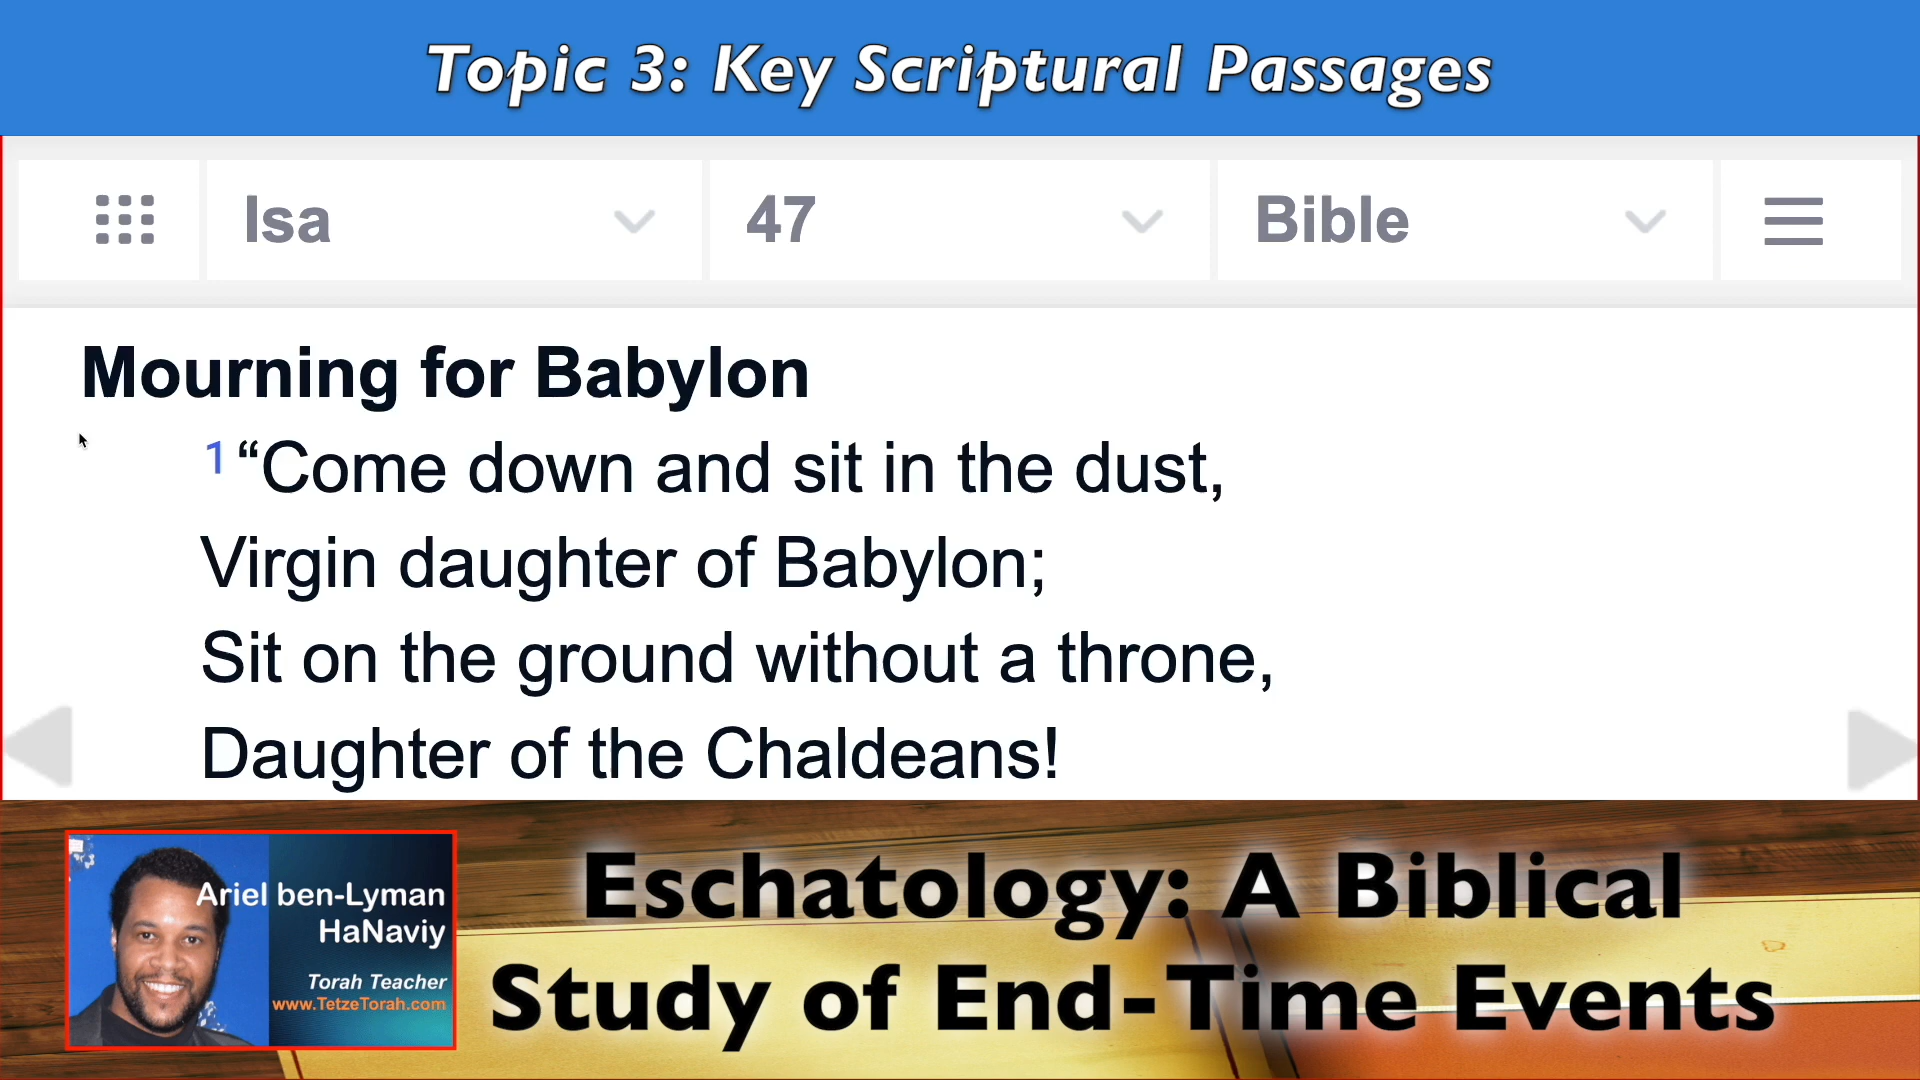 Topic 3: Key Scriptural Passages
Isa
47
Bible
Mourning for Babylon
1 “Come down and sit in the dust,
Virgin daughter of Babylon;
Sit on the ground without a throne,
Daughter of the Chaldeans!
Ariel ben-Lyman
HaNaviy
Torah Teacher
www.TetzeTorah.com
Eschatology: A Biblical
Study of End-Time Events